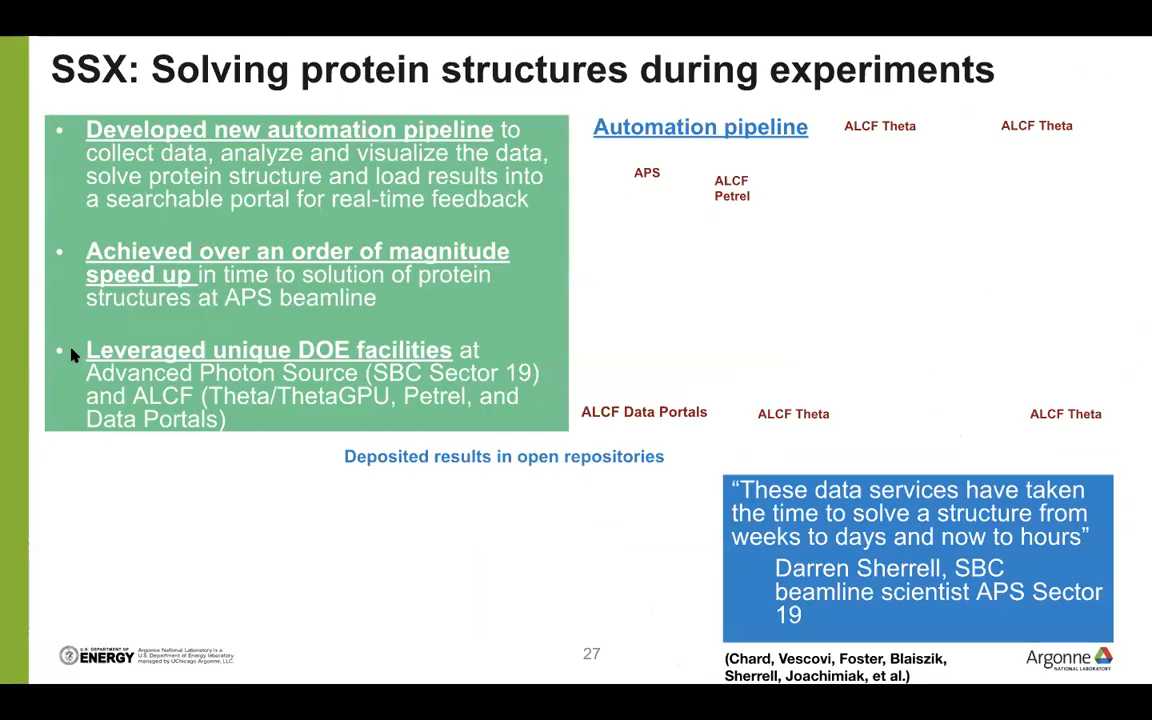 SSX: Solving protein structures during experiments
• Developed new automation pipeline to
collect data, analyze and visualize the data,
solve protein structure and load results into
a searchable portal for real-time feedback
• Achieved over an order of magnitude
speed up in time to solution of protein
structures at APS beamline
• Leveraged unique DOE facilities at
Advanced Photon Source (SBC Sector 19)
and ALCF (Theta/ThetaGPU, Petrel, and
Data Portals)
Automation pipeline
ALCF Theta
ALCF Theta
APS
ALCF
Petrel
ALCF Data Portals
ALCF Theta
ALCF Theta
Deposited results in open repositories
“These data services have taken
the time to solve a structure from
weeks to days and now to hours”
Darren Sherrell, SBC
beamline scientist APS Sector
19
U.S. DEPARTMENT OF
ENERGY
Argonne National Laboratory is a
U.S. Department of Energy laboratory
managed by UChicago Argonne, LLC.
27
(Chard, Vescovi, Foster, Blaiszik,
Sherrell, Joachimiak, et al.)
Argonne
NATIONAL LABORATORY